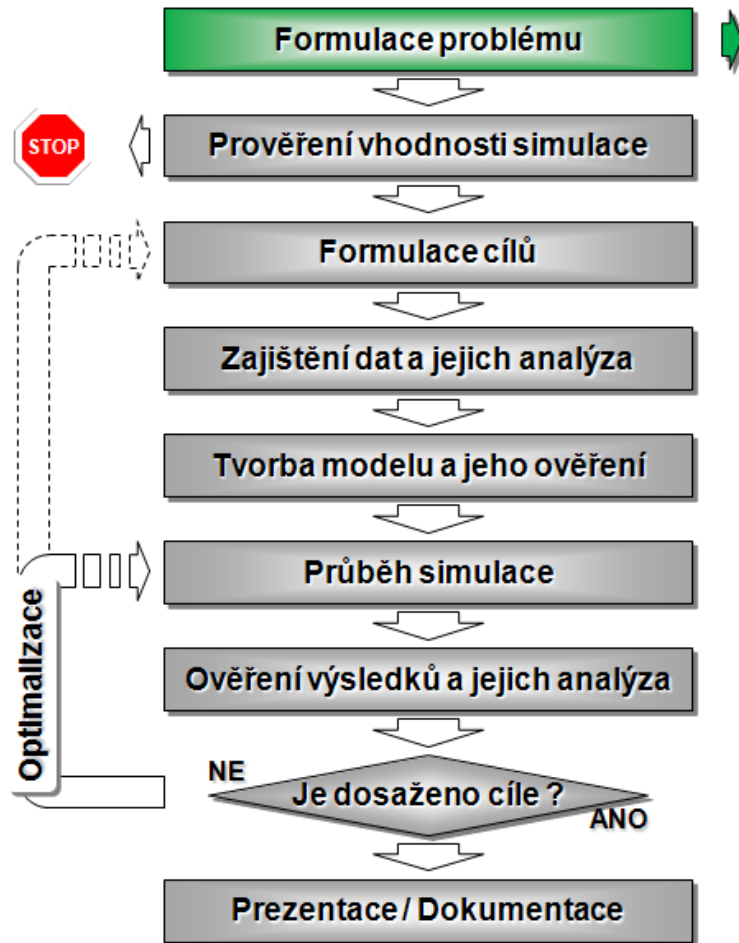 Formulace problému
STOP
Prověření vhodnosti simulace
Formulace cílů
Zajištění dat a jejich analýza
Tvorba modelu a jeho ověření
Průběh simulace
Optimalizace
Ověření výsledků a jejich analýza
NE
Je dosaženo cíle ?
ANO
Prezentace / Dokumentace